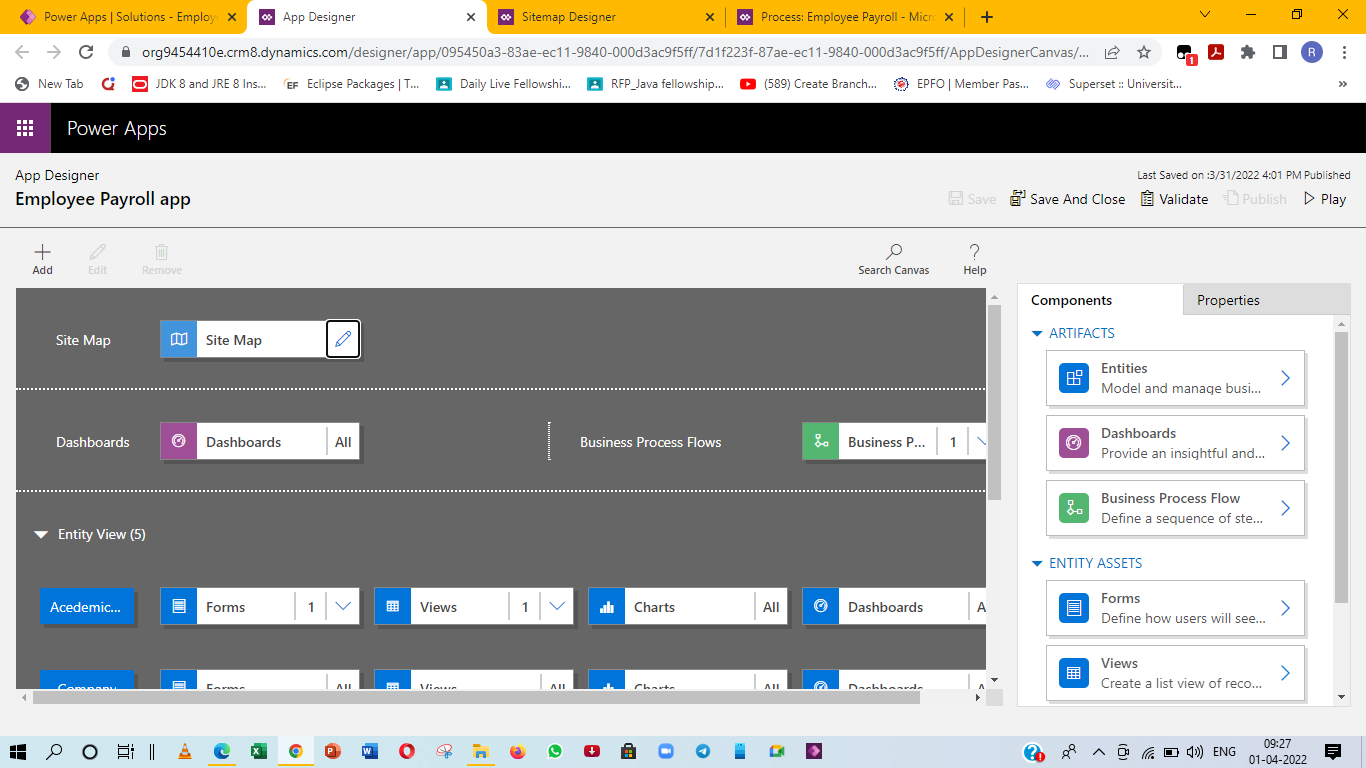 Power Apps | Solutions - Employe
App Designer
Sitemap Designer
Process: Employee Payroll - Micro
org9454410e.crm8.dynamics.com/designer/app/095450a3-83ae-ec11-9840-000d3ac9f5ff/7d1f223f-87ae-ec11-9840-000d3ac9f5ff/AppDesignerCanvas/...
1
R
New Tab
JDK 8 and JRE 8 Ins...
EF Eclipse Packages | T...
Daily Live Fellowshi...
RFP_Java fellowship...
(589) Create Branch...
EPFO | Member Pas...
Superset :: Universit...
»
Power Apps
App Designer
Last Saved on :3/31/2022 4:01 PM Published
Employee Payroll app
Save
Save And Close
Validate
Publish
Play
Add
Edit
Remove
Search Canvas
Help
Components
Properties
Site Map
Site Map
ARTIFACTS
Entities
Model and manage busi...
Dashboards
Dashboards
All
Business Process Flows
Business P...
1
Dashboards
Provide an insightful and...
Business Process Flow
Define a sequence of ste...
Entity View (5)
ENTITY ASSETS
Acedemic...
Forms
1
Views
1
Charts
All
Dashboards
Forms
Define how users will see...
Company
Forms
All
Views
All
Charts
All
Dashboards
Views
Create a list view of reco...
ENG
09:27
01-04-2022